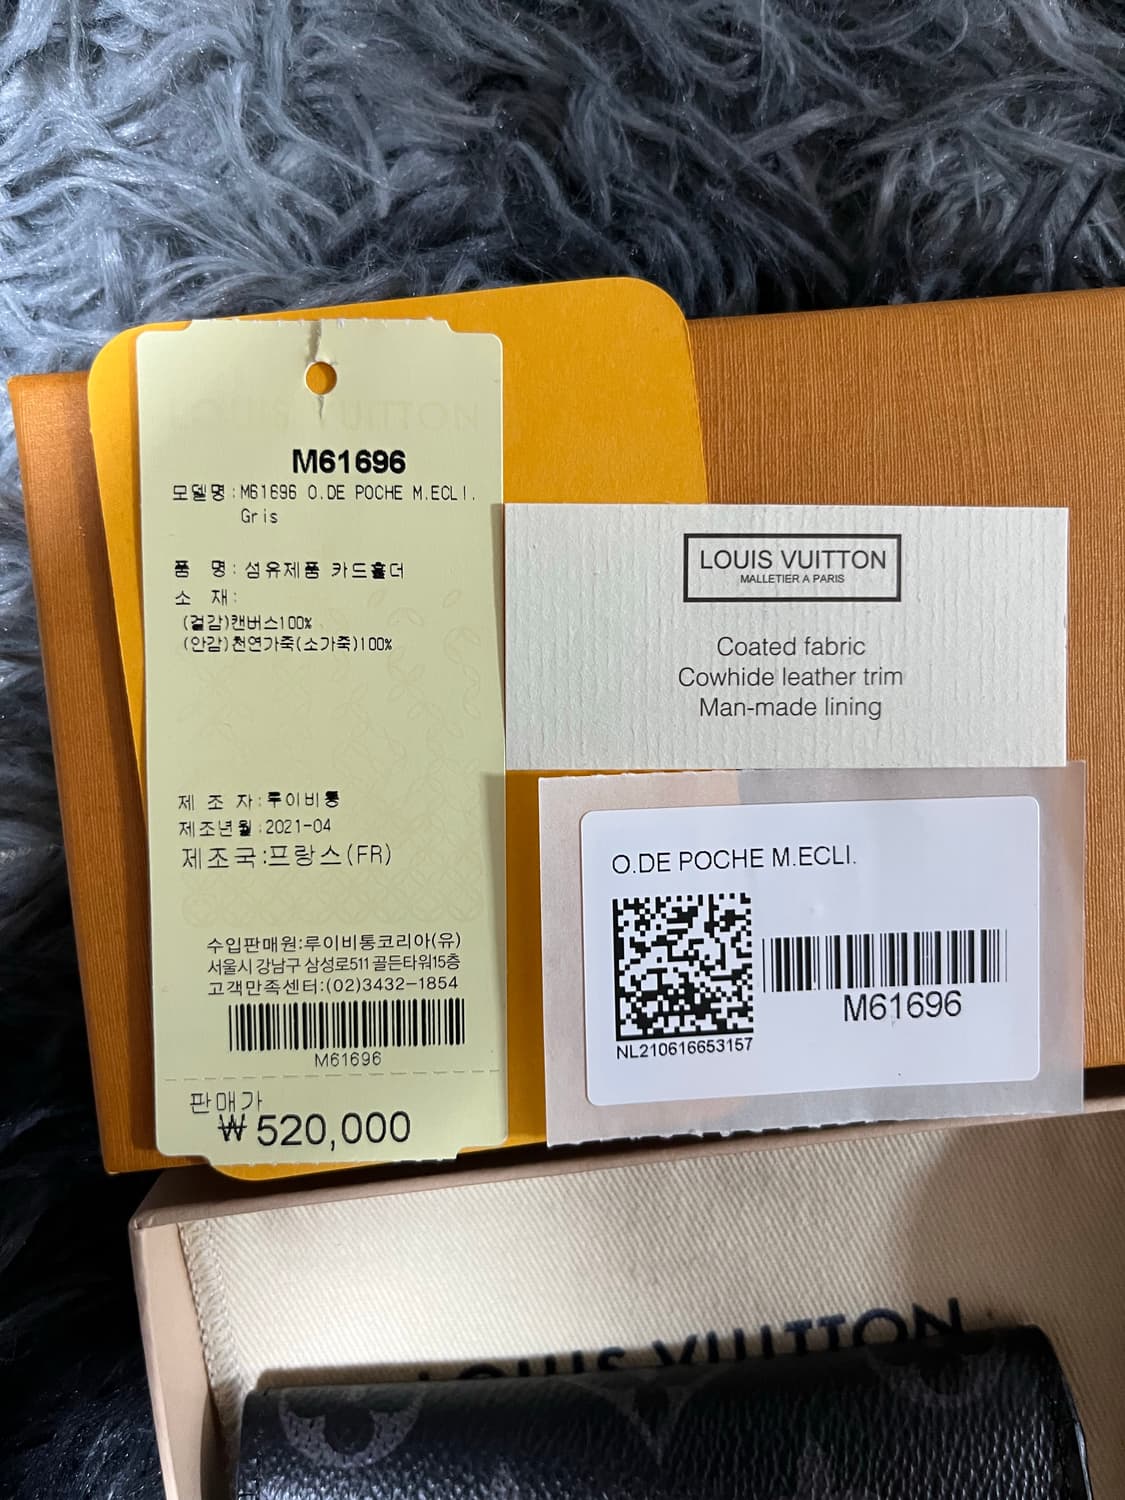 LOUIS VUITTON
M61696
모델명:M61696 O.DE POCHE M.ECLI.
Gris
품 명: 섬유제품 카드홀더
소 재:
(겉감)캔버스100%
(안감)천연가죽(소가죽)100%
제 조 자:루이비통
제조년월:2021-04
제조국:프랑스(FR)
수입판매원:루이비통코리아(유)
서울시 강남구 삼성로511 골든타워15층
고객만족센터:(02)3432-1854
M61696
판매가
₩520,000
LOUIS VUITTON
MALLETIER A PARIS
Coated fabric
Cowhide leather trim
Man-made lining
O.DE POCHE M.ECLI.
NL210616653157
M61696
LOUIS VUITTON